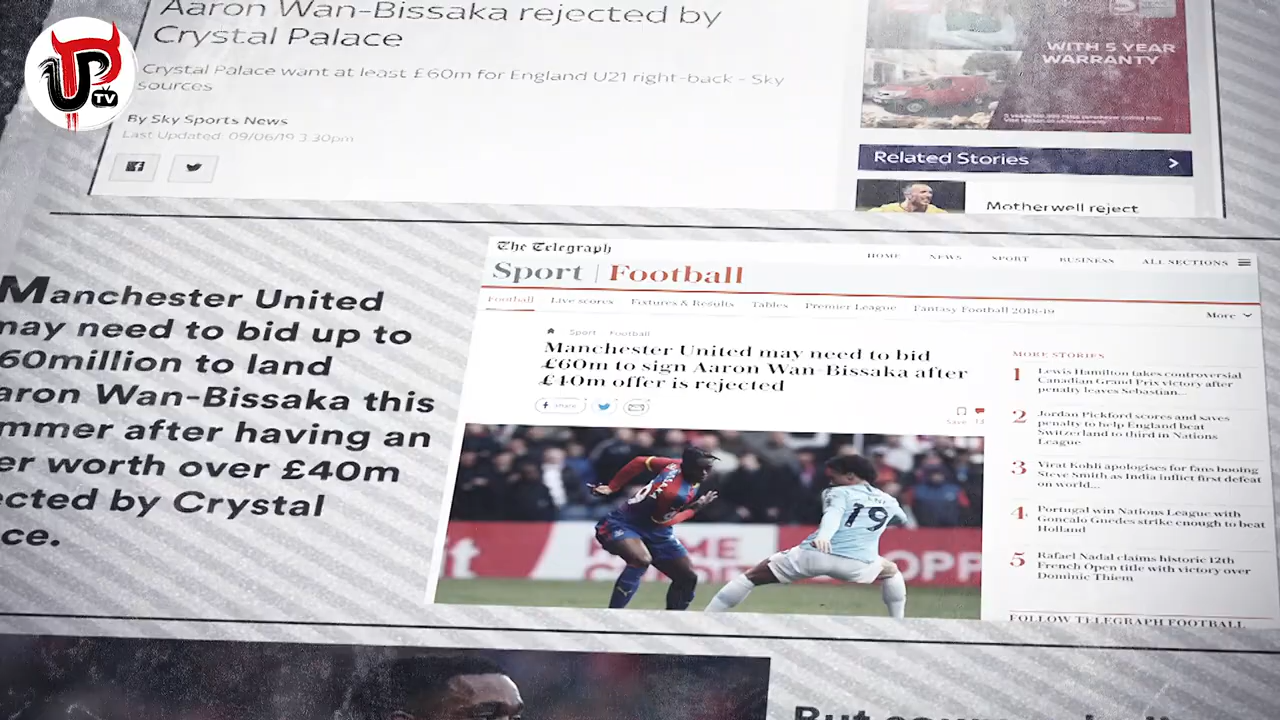 Aaron Wan-Bissaka rejected by
Crystal Palace
Crystal Palace want at least £60m for England U21 right-back - Sky
sources
By Sky Sports News
Last Updated: 09/06/19 3:30pm
WITH 5 YEAR
WARRANTY
Related Stories
Motherwell reject
UP
TV
Manchester United
may need to bid up to
60million to land
aron Wan-Bissaka this
mmer after having an
er worth over £40m
ected by Crystal
ce.
The Telegraph
HOME NEWS SPORT BUSINESS ALL SECTIONS
Sport | Football
Football Live scores Fixtures & Results Tables Premier League Fantasy Football 2018-19 More
Sport Football
Manchester United may need to bid
£60m to sign Aaron Wan-Bissaka after
£40m offer is rejected
share
Save 13
19
MORE STORIES
1 Lewis Hamilton takes controversial
Canadian Grand Prix victory after
penalty leaves Sebastian...
2 Jordan Pickford scores and saves
penalty to help England beat
Switzerland to third in Nations
League
3 Virat Kohli apologises for fans booing
Steve Smith as India inflict first defeat
on world...
4 Portugal win Nations League with
Goncalo Guedes strike enough to beat
Holland
5 Rafael Nadal claims historic 12th
French Open title with victory over
Dominic Thiem
FOLLOW TELEGRAPH FOOTBALL
But